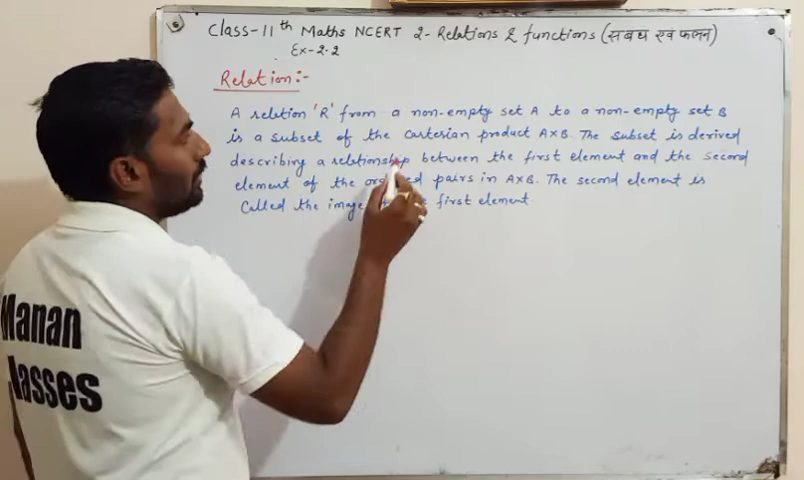 6
Class-11th Maths NCERT 2-Relations & functions (सबंध एवं फलन)
Ex-2.2
Relation:-
A relation 'R' from a non-empty set A to a non-empty set B
is a subset of the Cartesian product A×B. The subset is derived
describing a relationship between the first element and the second
element of the pairs in A×B. The second element is
Called the image first element
Manan